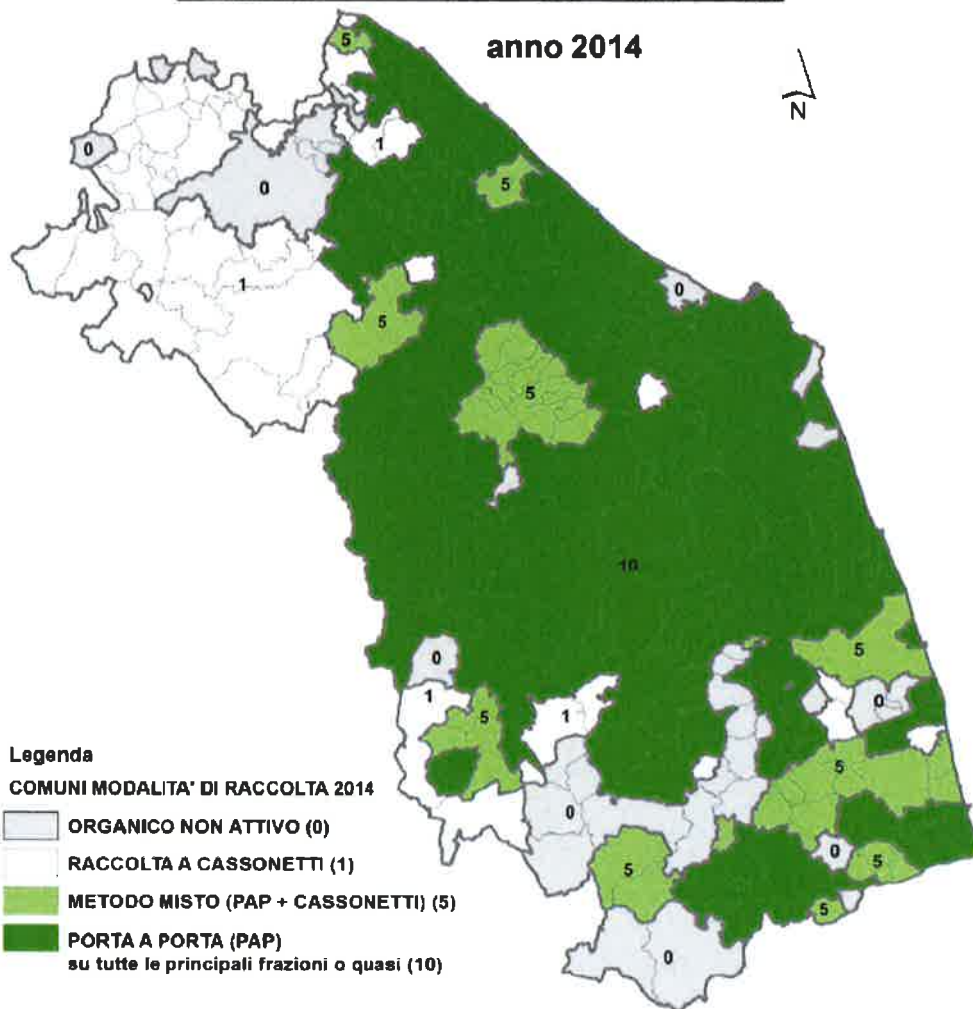 anno 2014
N
5
1
0
0
5
1
0
5
5
10
0
5
1
5
1
0
5
0
0
5
5
5
0
Legenda
COMUNI MODALITA' DI RACCOLTA 2014
ORGANICO NON ATTIVO (0)
RACCOLTA A CASSONETTI (1)
METODO MISTO (PAP + CASSONETTI) (5)
PORTA A PORTA (PAP)
su tutte le principali frazioni o quasi (10)